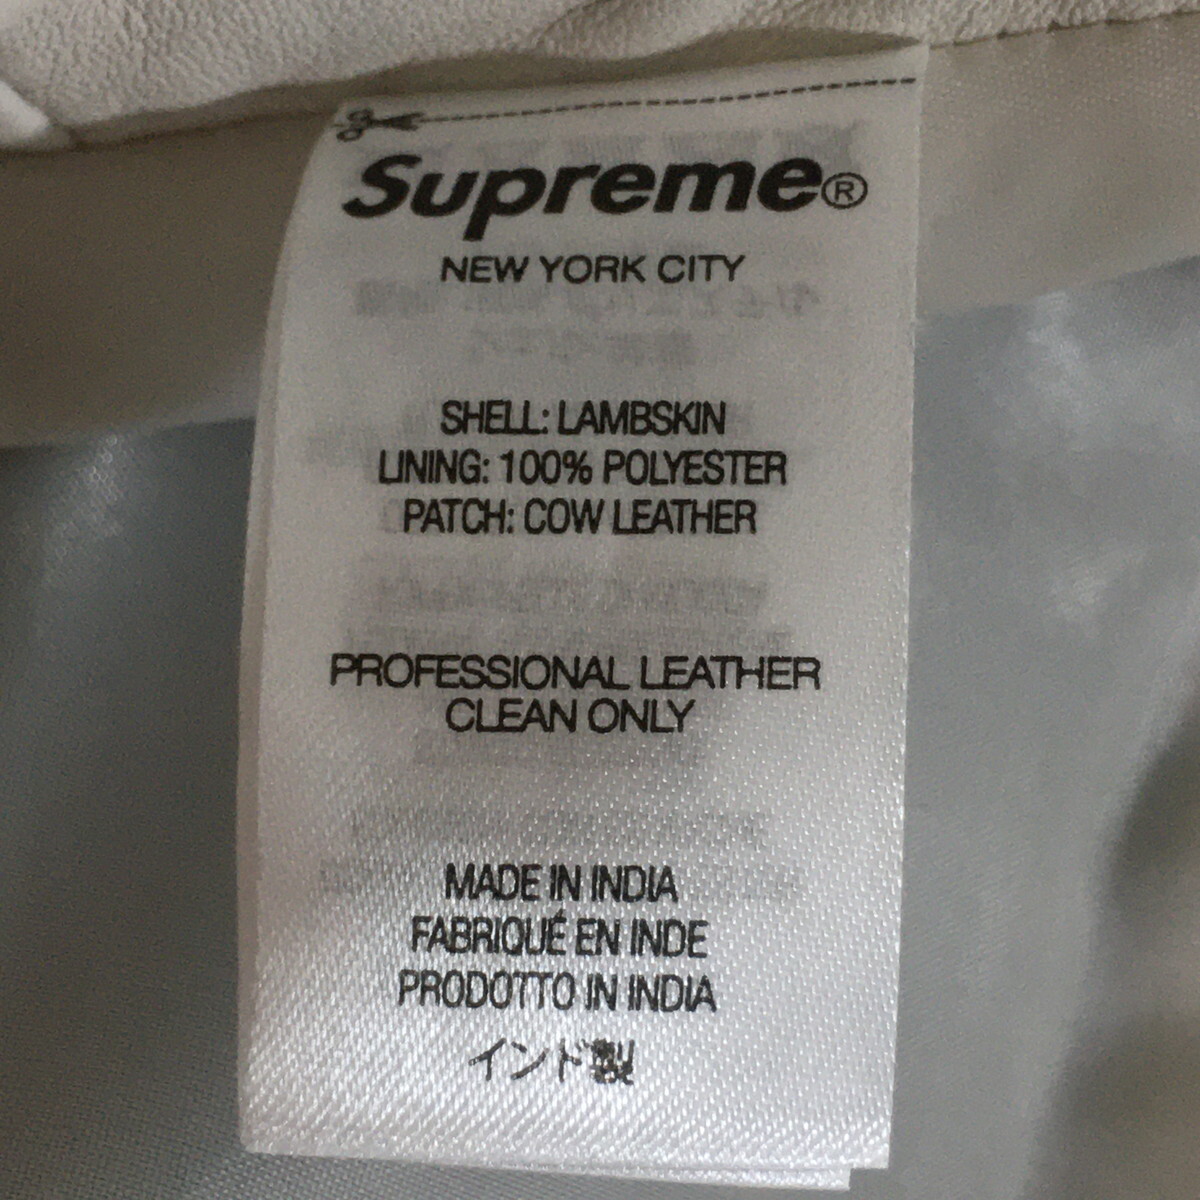 Supreme®
NEW YORK CITY
SHELL: LAMBSKIN
LINING: 100% POLYESTER
PATCH: COW LEATHER
PROFESSIONAL LEATHER
CLEAN ONLY
MADE IN INDIA
FABRIQUÉ EN INDE
PRODOTTO IN INDIA
インド製